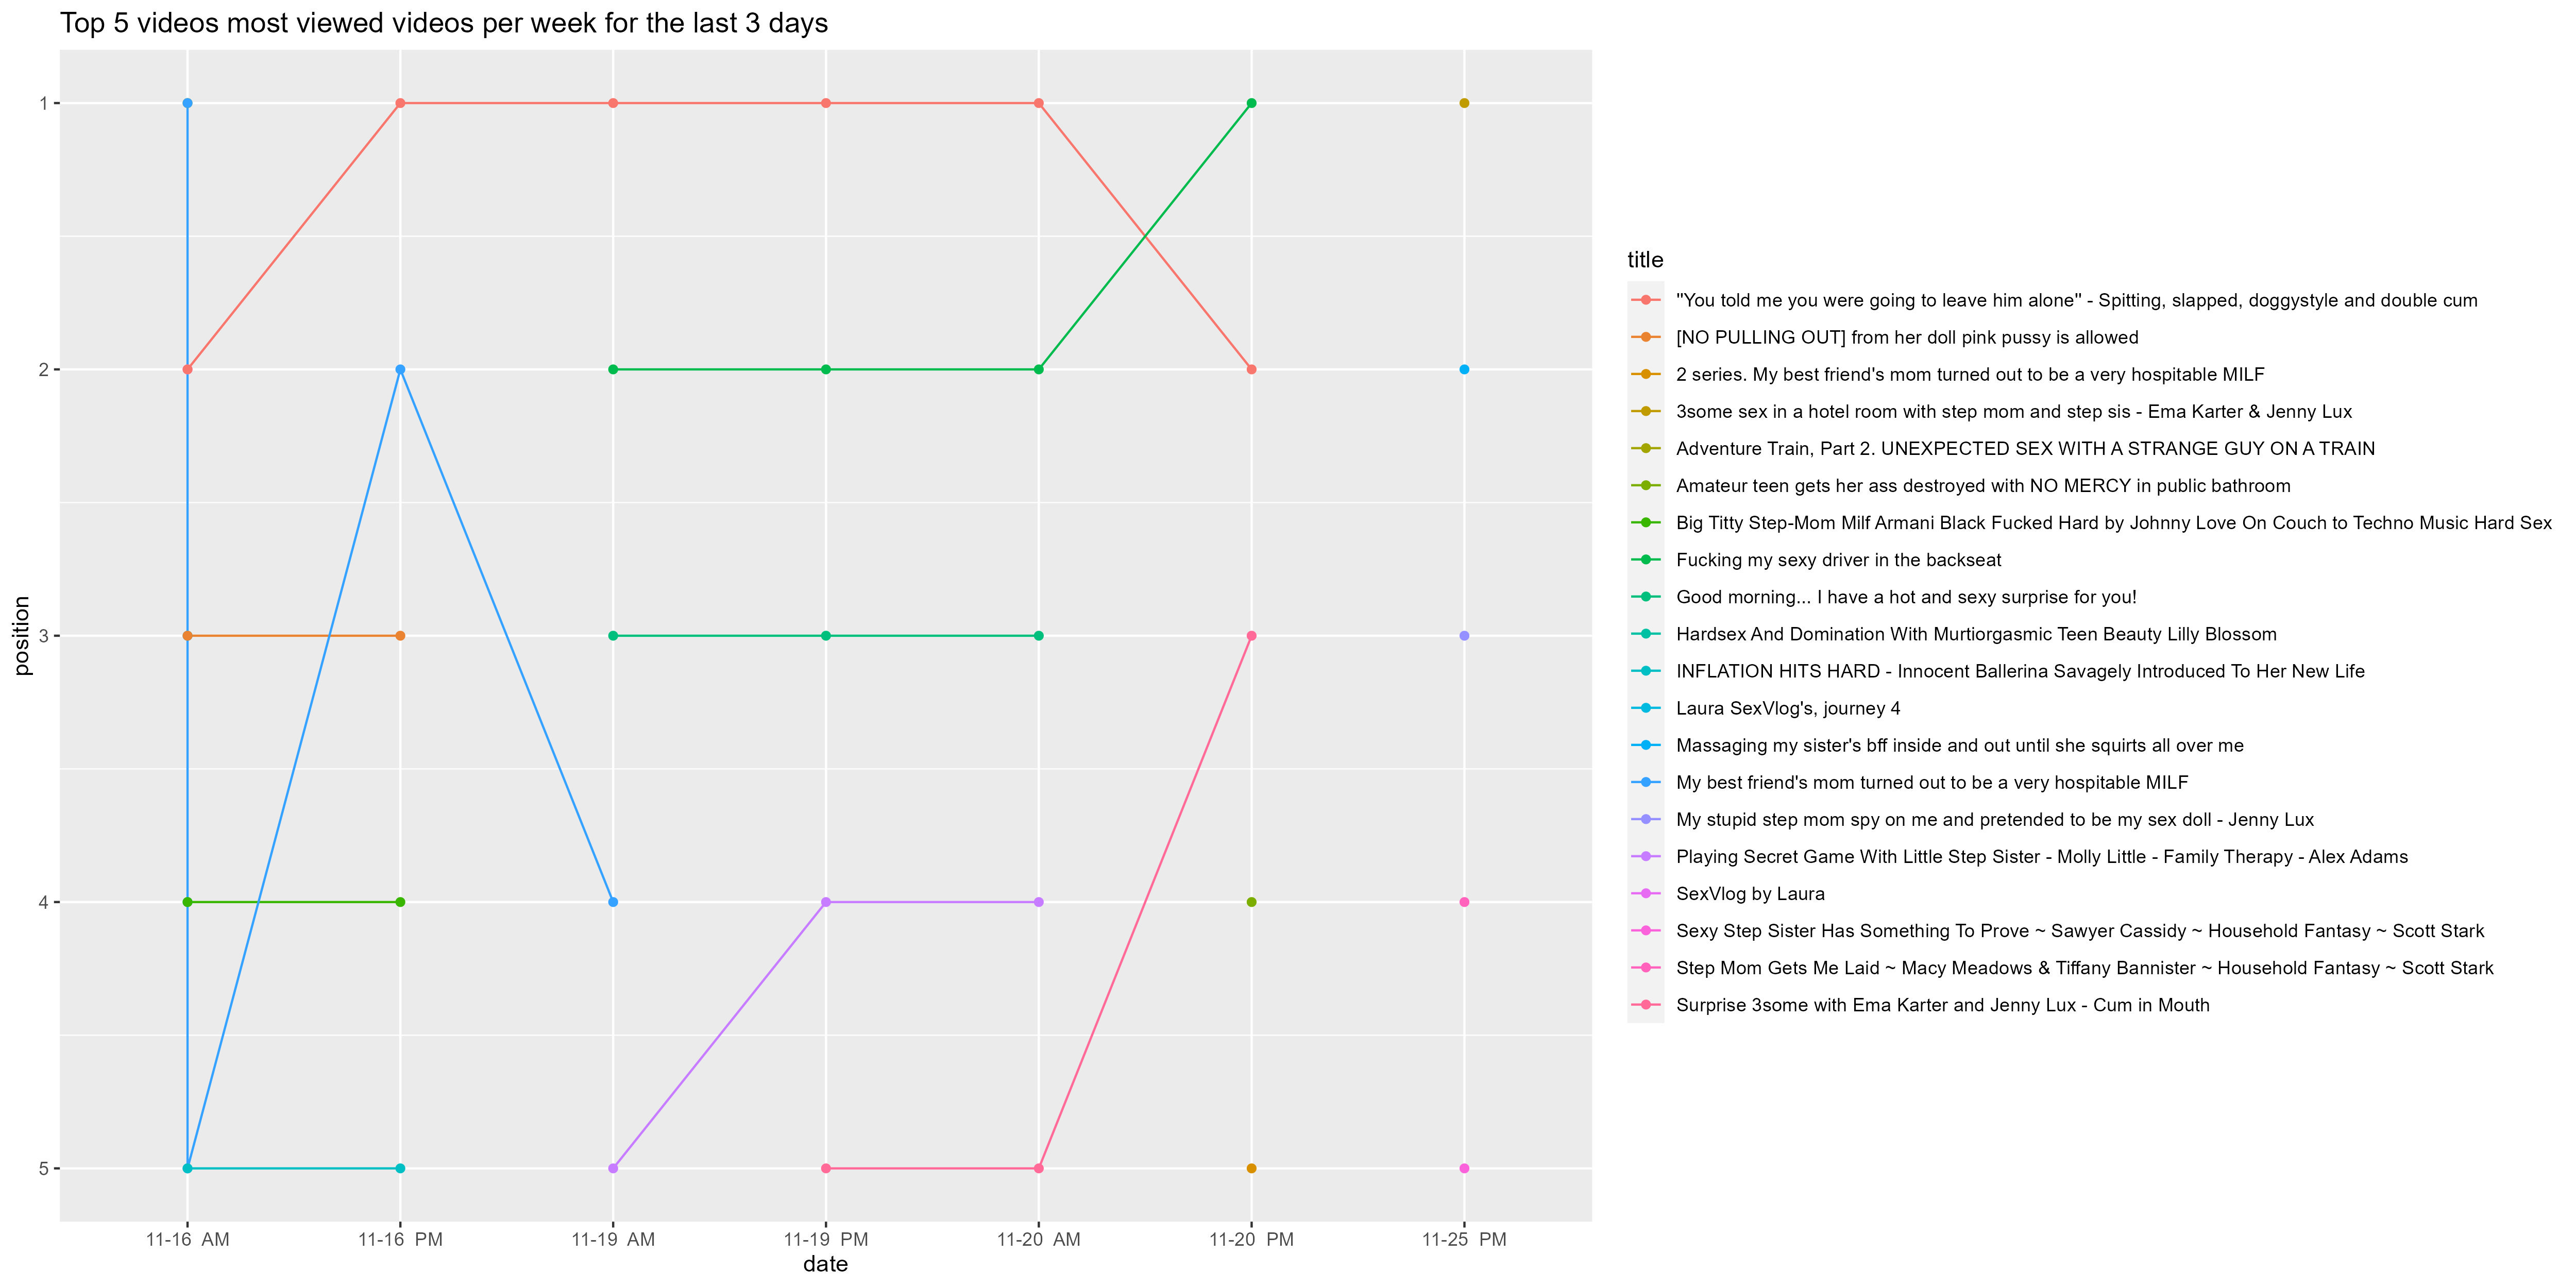 Top 5 videos most viewed videos per week for the last 3 days
position
1
2
3
4
5
11-16 AM
11-16 PM
11-19 AM
11-19 PM
11-20 AM
11-20 PM
11-25 PM
date
title
"You told me you were going to leave him alone" - Spitting, slapped, doggystyle and double cum
[NO PULLING OUT] from her doll pink pussy is allowed
2 series. My best friend's mom turned out to be a very hospitable MILF
3some sex in a hotel room with step mom and step sis - Ema Karter & Jenny Lux
Adventure Train, Part 2. UNEXPECTED SEX WITH A STRANGE GUY ON A TRAIN
Amateur teen gets her ass destroyed with NO MERCY in public bathroom
Big Titty Step-Mom Milf Armani Black Fucked Hard by Johnny Love On Couch to Techno Music Hard Sex
Fucking my sexy driver in the backseat
Good morning... I have a hot and sexy surprise for you!
Hardsex And Domination With Murtiorgasmic Teen Beauty Lilly Blossom
INFLATION HITS HARD - Innocent Ballerina Savagely Introduced To Her New Life
Laura SexVlog's, journey 4
Massaging my sister's bff inside and out until she squirts all over me
My best friend's mom turned out to be a very hospitable MILF
My stupid step mom spy on me and pretended to be my sex doll - Jenny Lux
Playing Secret Game With Little Step Sister - Molly Little - Family Therapy - Alex Adams
SexVlog by Laura
Sexy Step Sister Has Something To Prove ~ Sawyer Cassidy ~ Household Fantasy ~ Scott Stark
Step Mom Gets Me Laid ~ Macy Meadows & Tiffany Bannister ~ Household Fantasy ~ Scott Stark
Surprise 3some with Ema Karter and Jenny Lux - Cum in Mouth